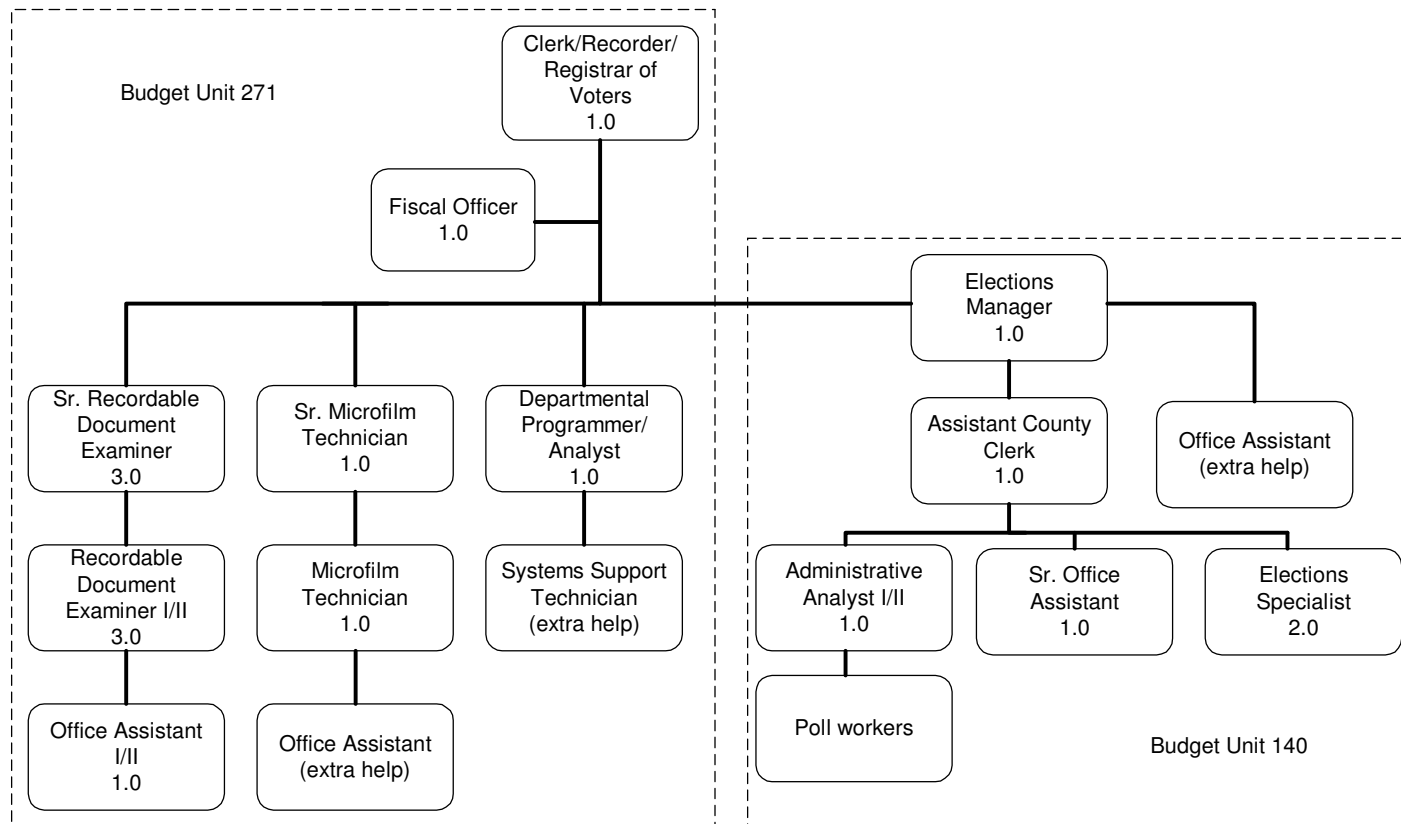 Clerk/Recorder/
Registrar of
Voters
1.0
Budget Unit 271
Fiscal Officer
1.0
Elections
Manager
1.0
Sr. Recordable
Document
Examiner
3.0
Sr. Microfilm
Technician
1.0
Departmental
Programmer/
Analyst
1.0
Assistant County
Clerk
1.0
Office Assistant
(extra help)
Recordable
Document
Examiner I/II
3.0
Microfilm
Technician
1.0
Systems Support
Technician
(extra help)
Administrative
Analyst I/II
1.0
Sr. Office
Assistant
1.0
Elections
Specialist
2.0
Office Assistant
I/II
1.0
Office Assistant
(extra help)
Poll workers
Budget Unit 140